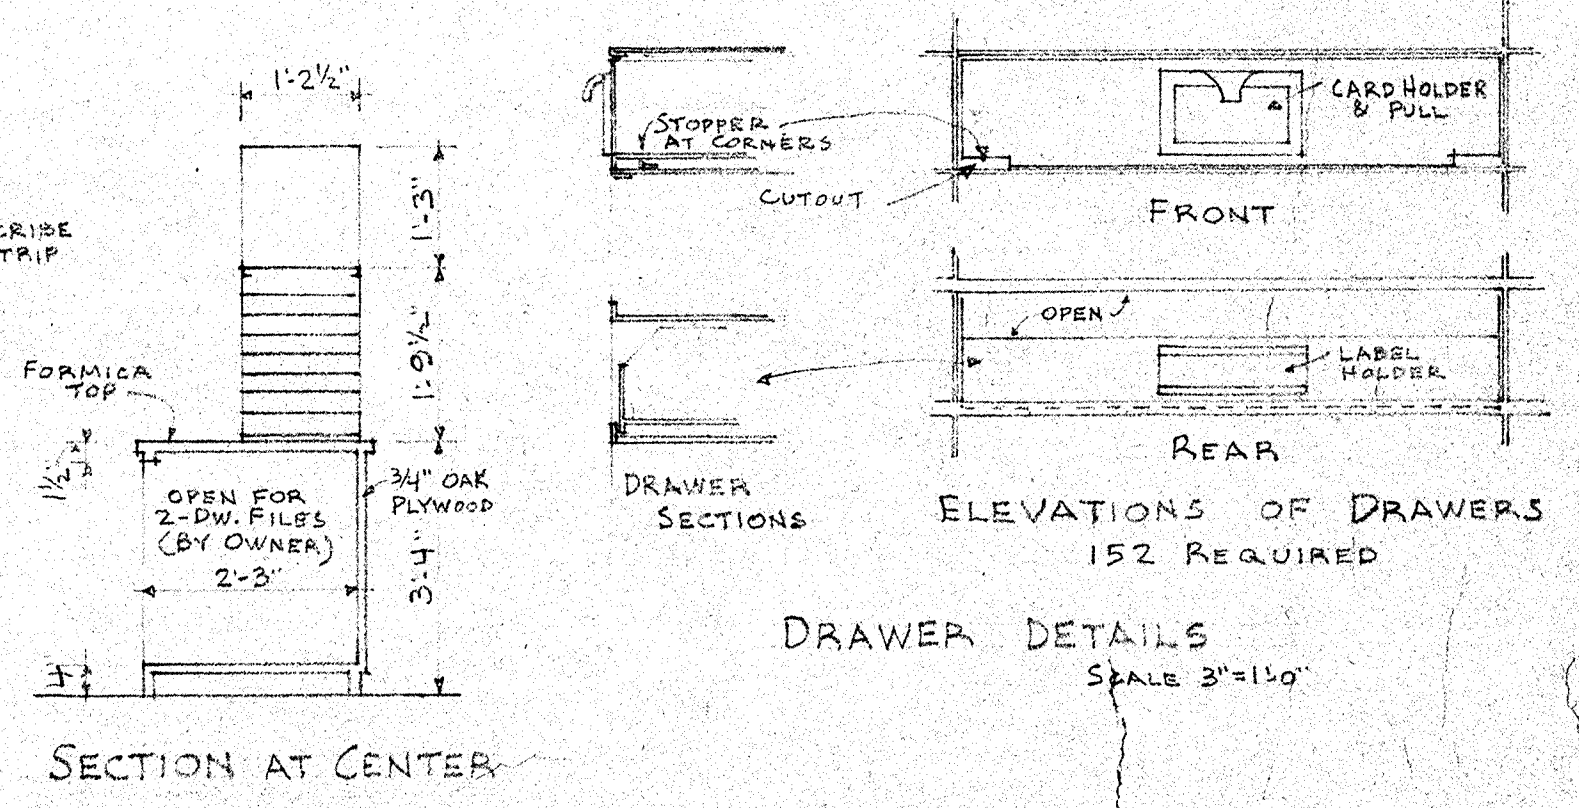 1'-2½"
1'-3"
1'-9½"
FORMICA
TOP
1½"
3/4" OAK
PLYWOOD
OPEN FOR
2-DW. FILES
(BY OWNER)
2'-3"
3'-4"
SECTION AT CENTER
STOPPER
AT CORNERS
CUTOUT
CARD HOLDER
& PULL
FRONT
OPEN
LABEL
HOLDER
REAR
DRAWER
SECTIONS
ELEVATIONS OF DRAWERS
152 REQUIRED
DRAWER DETAILS
SCALE 3"=1'-0"